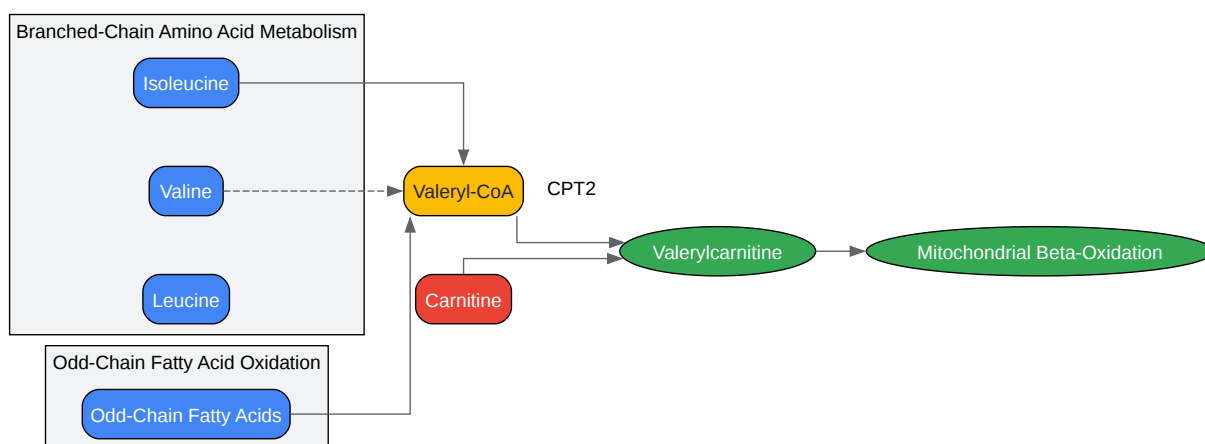 Branched-Chain Amino Acid Metabolism
Isoleucine
Valine
Valeryl-CoA
CPT2
Valerylcarnitine
Mitochondrial Beta-Oxidation
Leucine
Carnitine
Odd-Chain Fatty Acid Oxidation
Odd-Chain Fatty Acids